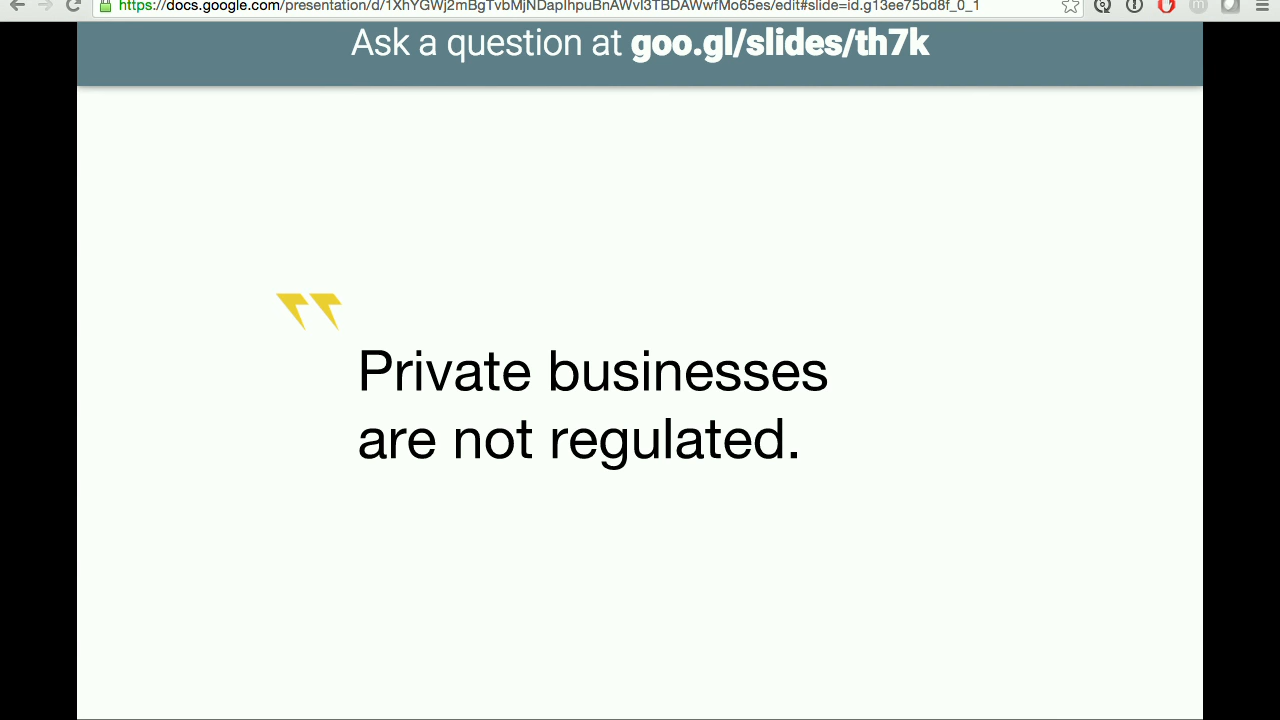 https://docs.google.com/presentation/d/1XhYGWj2mBgTvbMjNDapIhpuBnAWvl3TBDAWwfMo65es/edit#slide=id.g13ee75bd8f_0_1
Ask a question at goo.gl/slides/th7k
Private businesses
are not regulated.